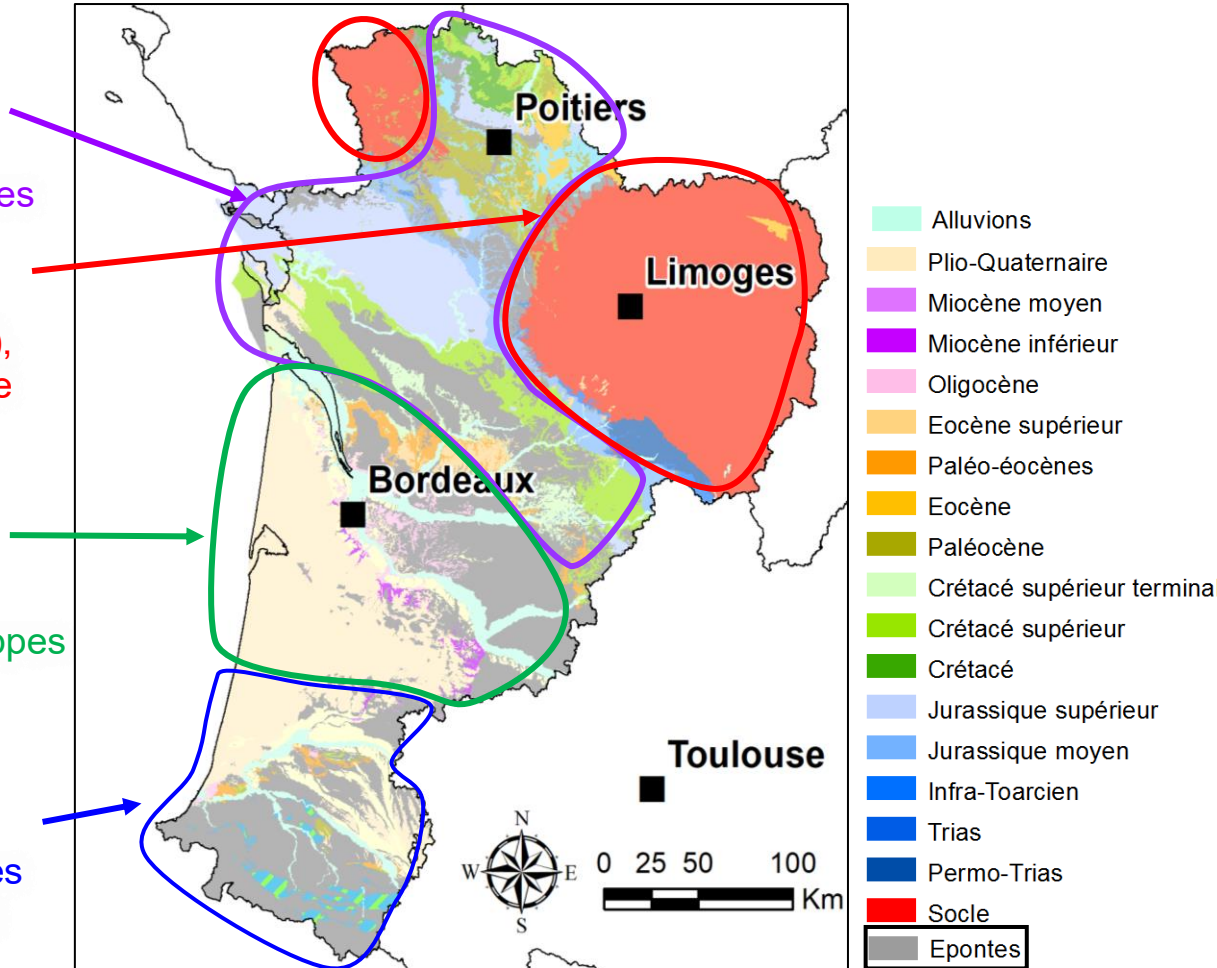 es
),
e
ppes
es
Poitiers
Limoges
Bordeaux
Toulouse
N
W
E
S
0 25 50 100
Km
Alluvions
Plio-Quaternaire
Miocène moyen
Miocène inférieur
Oligocène
Eocène supérieur
Paléo-éocènes
Eocène
Paléocène
Crétacé supérieur terminal
Crétacé supérieur
Crétacé
Jurassique supérieur
Jurassique moyen
Infra-Toarcien
Trias
Permo-Trias
Socle
Epontes